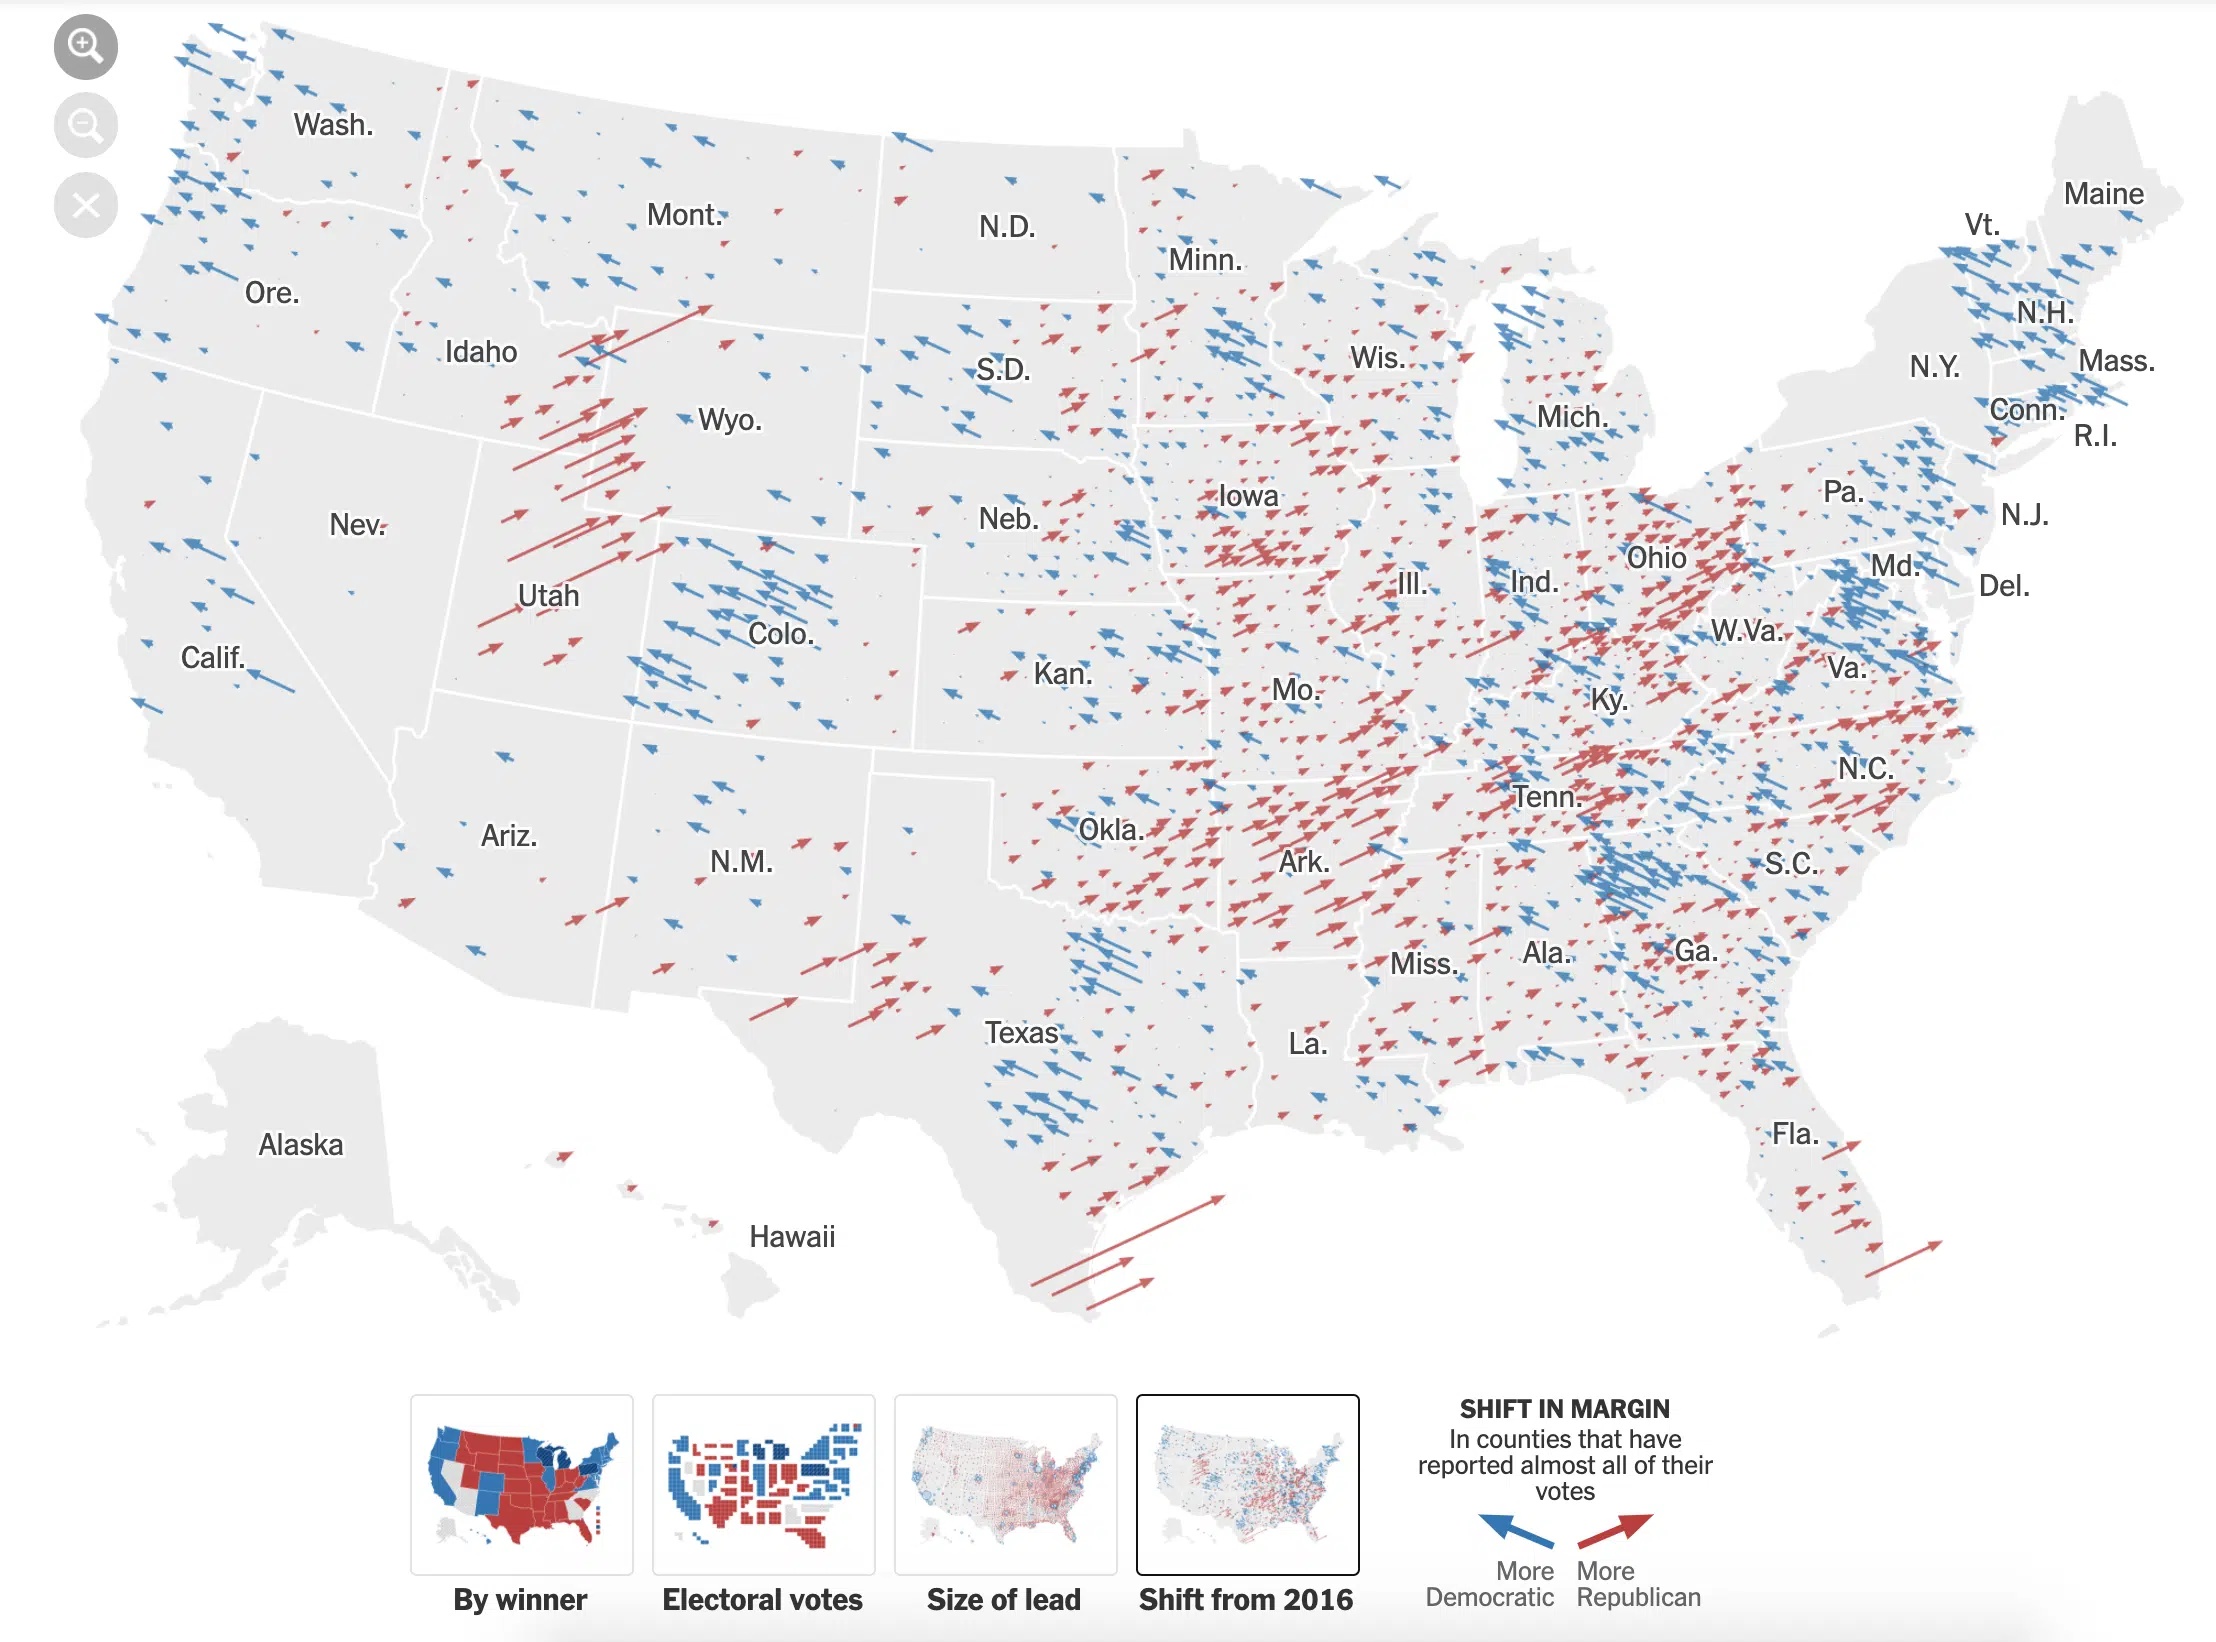 Wash.
Maine
Mont.
Vt.
N.D.
Minn.
Ore.
N.H.
Idaho
Wis.
Mass.
S.D.
N.Y.
Wyo.
Mich.
Conn.
R.I.
Iowa
Pa.
Nev.
Neb.
N.J.
Ohio
Md.
Utah
Ill.
Ind.
Del.
Colo.
W.Va.
Calif.
Kan.
Va.
Mo.
Ky.
N.C.
Tenn.
Ariz.
Okla.
N.M.
Ark.
S.C.
Miss.
Ala.
Ga.
Texas
La.
Fla.
Alaska
Hawaii
By winner
Electoral votes
Size of lead
Shift from 2016
SHIFT IN MARGIN
In counties that have
reported almost all of their
votes
More
Democratic
More
Republican